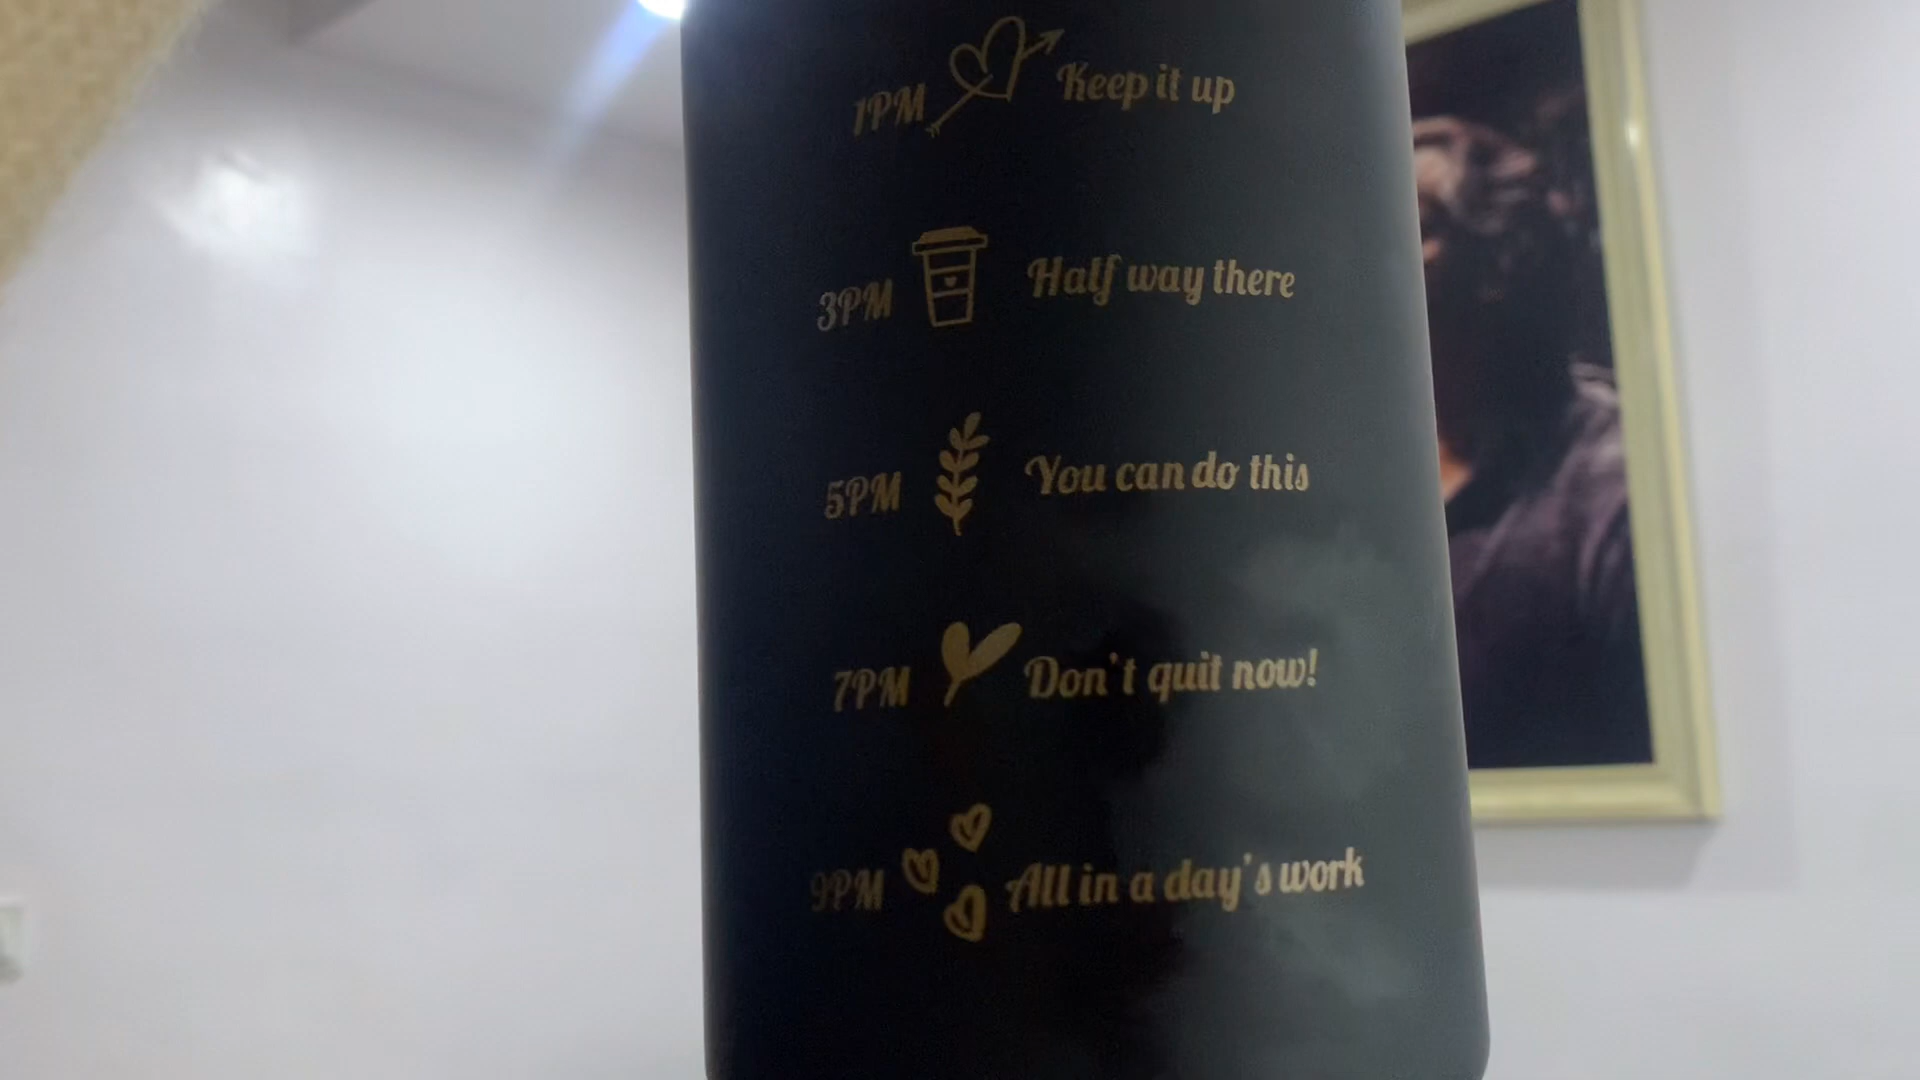 1PM Keep it up
3PM Half way there
5PM You can do this
7PM Don't quit now!
9PM All in a day's work